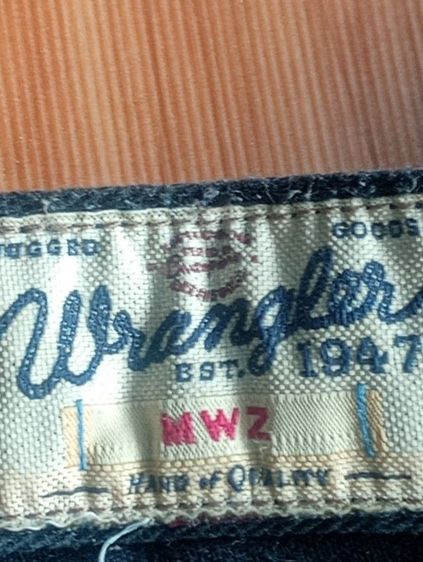 RUGGED GOODS
Wrangler
EST. 1947
MWZ
HAND of QUALITY